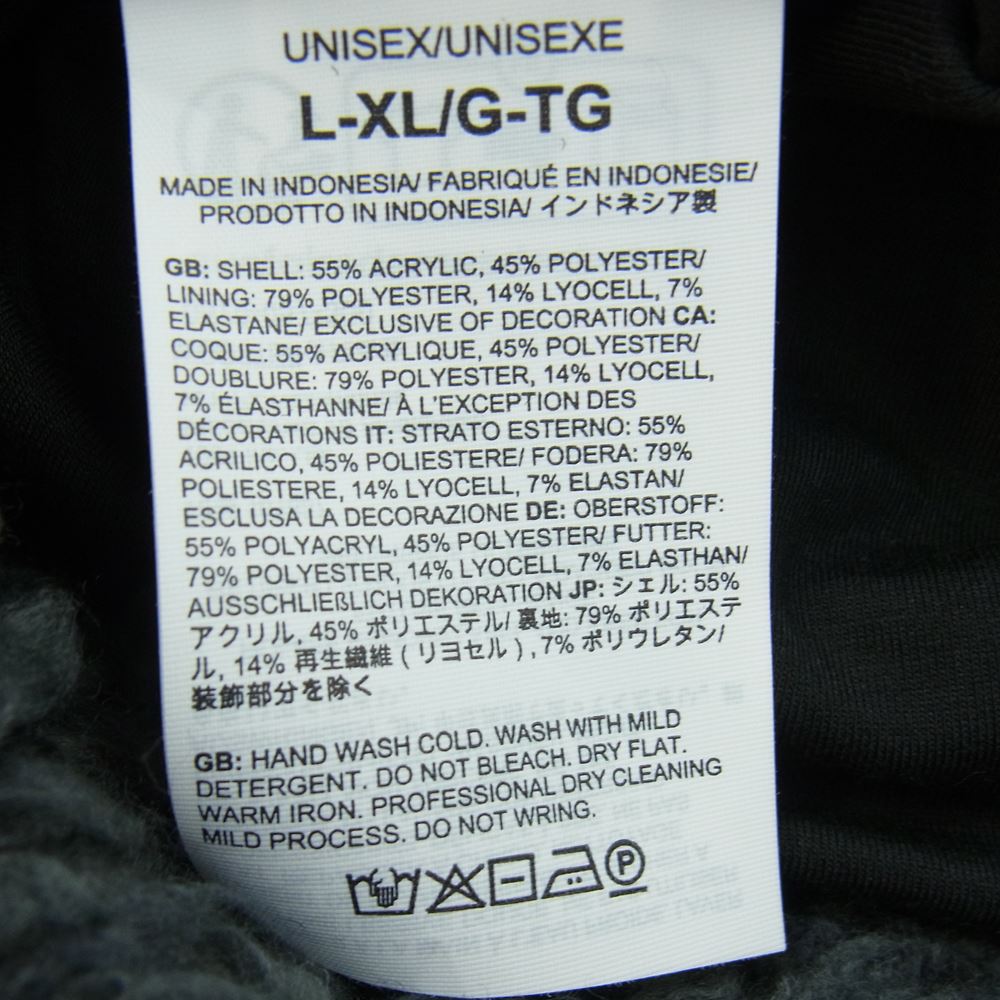 UNISEX/UNISEXE
L-XL/G-TG
MADE IN INDONESIA/ FABRIQUÉ EN INDONESIE/
PRODOTTO IN INDONESIA/ インドネシア製
GB: SHELL: 55% ACRYLIC, 45% POLYESTER/
LINING: 79% POLYESTER, 14% LYOCELL, 7%
ELASTANE/ EXCLUSIVE OF DECORATION CA:
COQUE: 55% ACRYLIQUE, 45% POLYESTER/
DOUBLURE: 79% POLYESTER, 14% LYOCELL,
7% ÉLASTHANNE/ À L'EXCEPTION DES
DÉCORATIONS IT: STRATO ESTERNO: 55%
ACRILICO, 45% POLIESTERE/ FODERA: 79%
POLIESTERE, 14% LYOCELL, 7% ELASTAN/
ESCLUSA LA DECORAZIONE DE: OBERSTOFF:
55% POLYACRYL, 45% POLYESTER/ FUTTER:
79% POLYESTER, 14% LYOCELL, 7% ELASTHAN/
AUSSCHLIEßLICH DEKORATION JP: シェル: 55%
アクリル, 45% ポリエステル/ 裏地: 79% ポリエステ
ル, 14% 再生繊維 ( リヨセル ) , 7% ポリウレタン/
装飾部分を除く
GB: HAND WASH COLD. WASH WITH MILD
DETERGENT. DO NOT BLEACH. DRY FLAT.
WARM IRON. PROFESSIONAL DRY CLEANING
MILD PROCESS. DO NOT WRING.
P